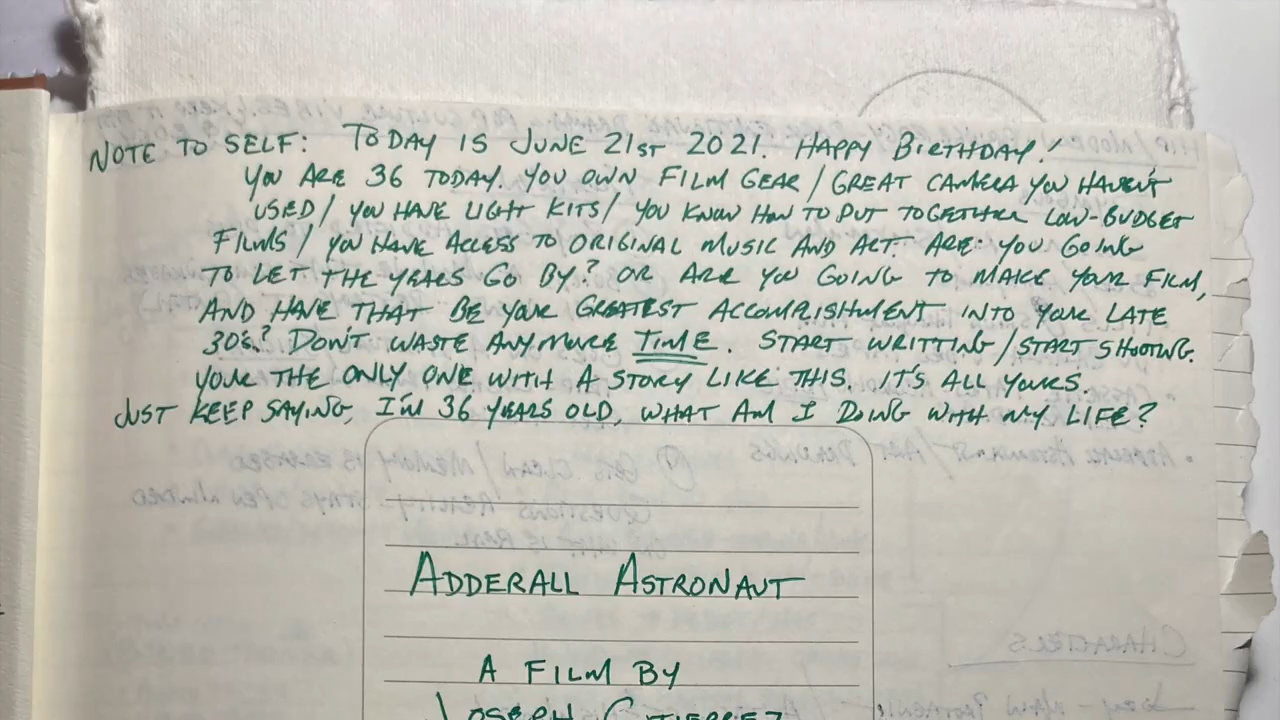 NOTE TO SELF: TODAY IS JUNE 21ST 2021. HAPPY BIRTHDAY!
YOU ARE 36 TODAY. YOU OWN FILM GEAR / GREAT CAMERA YOU HAVEN'T
USED / YOU HAVE LIGHT KITS / YOU KNOW HOW TO PUT TOGETHER LOW-BUDGET
FILMS / YOU HAVE ACCESS TO ORIGINAL MUSIC AND ART. ARE YOU GOING
TO LET THE YEARS GO BY? OR ARE YOU GOING TO MAKE YOUR FILM,
AND HAVE THAT BE YOUR GREATEST ACCOMPLISHMENT INTO YOUR LATE
30s? DON'T WASTE ANYMORE TIME. START WRITTING / START SHOOTING.
YOUR THE ONLY ONE WITH A STORY LIKE THIS. IT'S ALL YOURS.
JUST KEEP SAYING, I'M 36 YEARS OLD, WHAT AM I DOING WITH MY LIFE?
ADDERALL ASTRONAUT
A FILM BY
JOSEPH GUTIERREZ